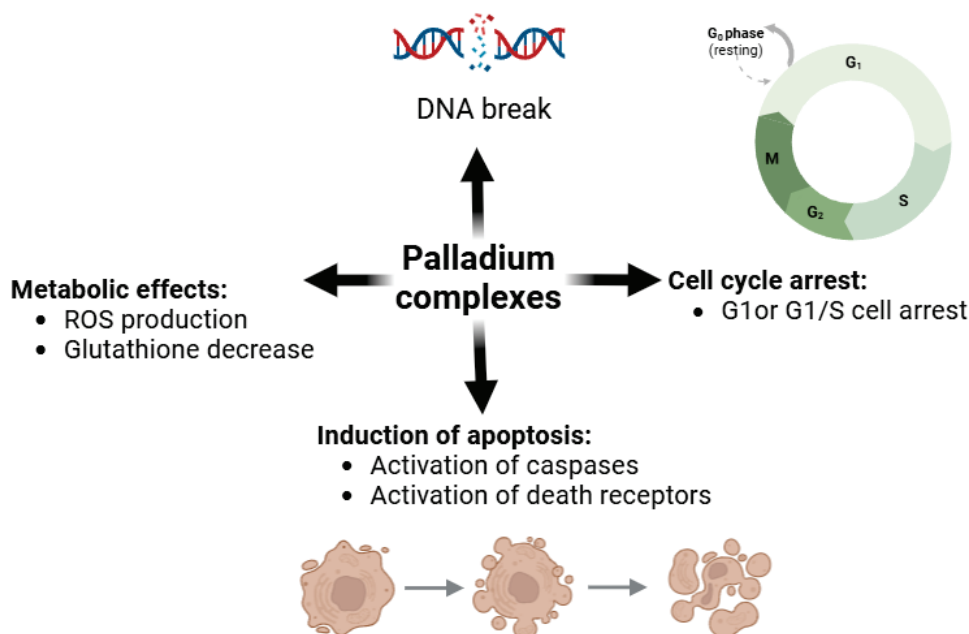 DNA break
G₀ phase
(resting)
G₁
S
G₂
M
Palladium
complexes
Metabolic effects:
• ROS production
• Glutathione decrease
Cell cycle arrest:
• G1or G1/S cell arrest
Induction of apoptosis:
• Activation of caspases
• Activation of death receptors